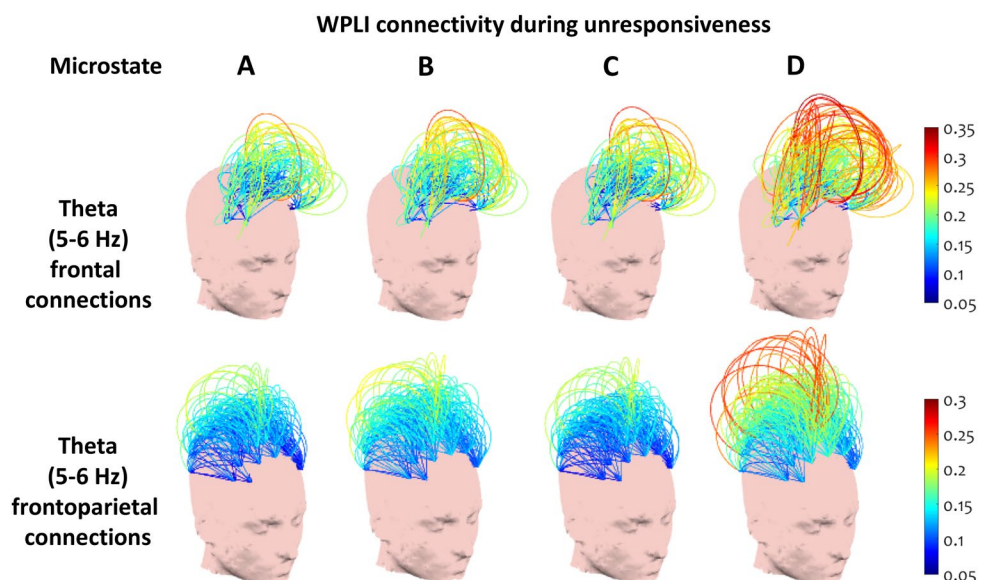 WPLI connectivity during unresponsiveness
Microstate A B C D
Theta
(5-6 Hz)
frontal
connections
0.35
0.3
0.25
0.2
0.15
0.1
0.05
Theta
(5-6 Hz)
frontoparietal
connections
0.3
0.25
0.2
0.15
0.1
0.05